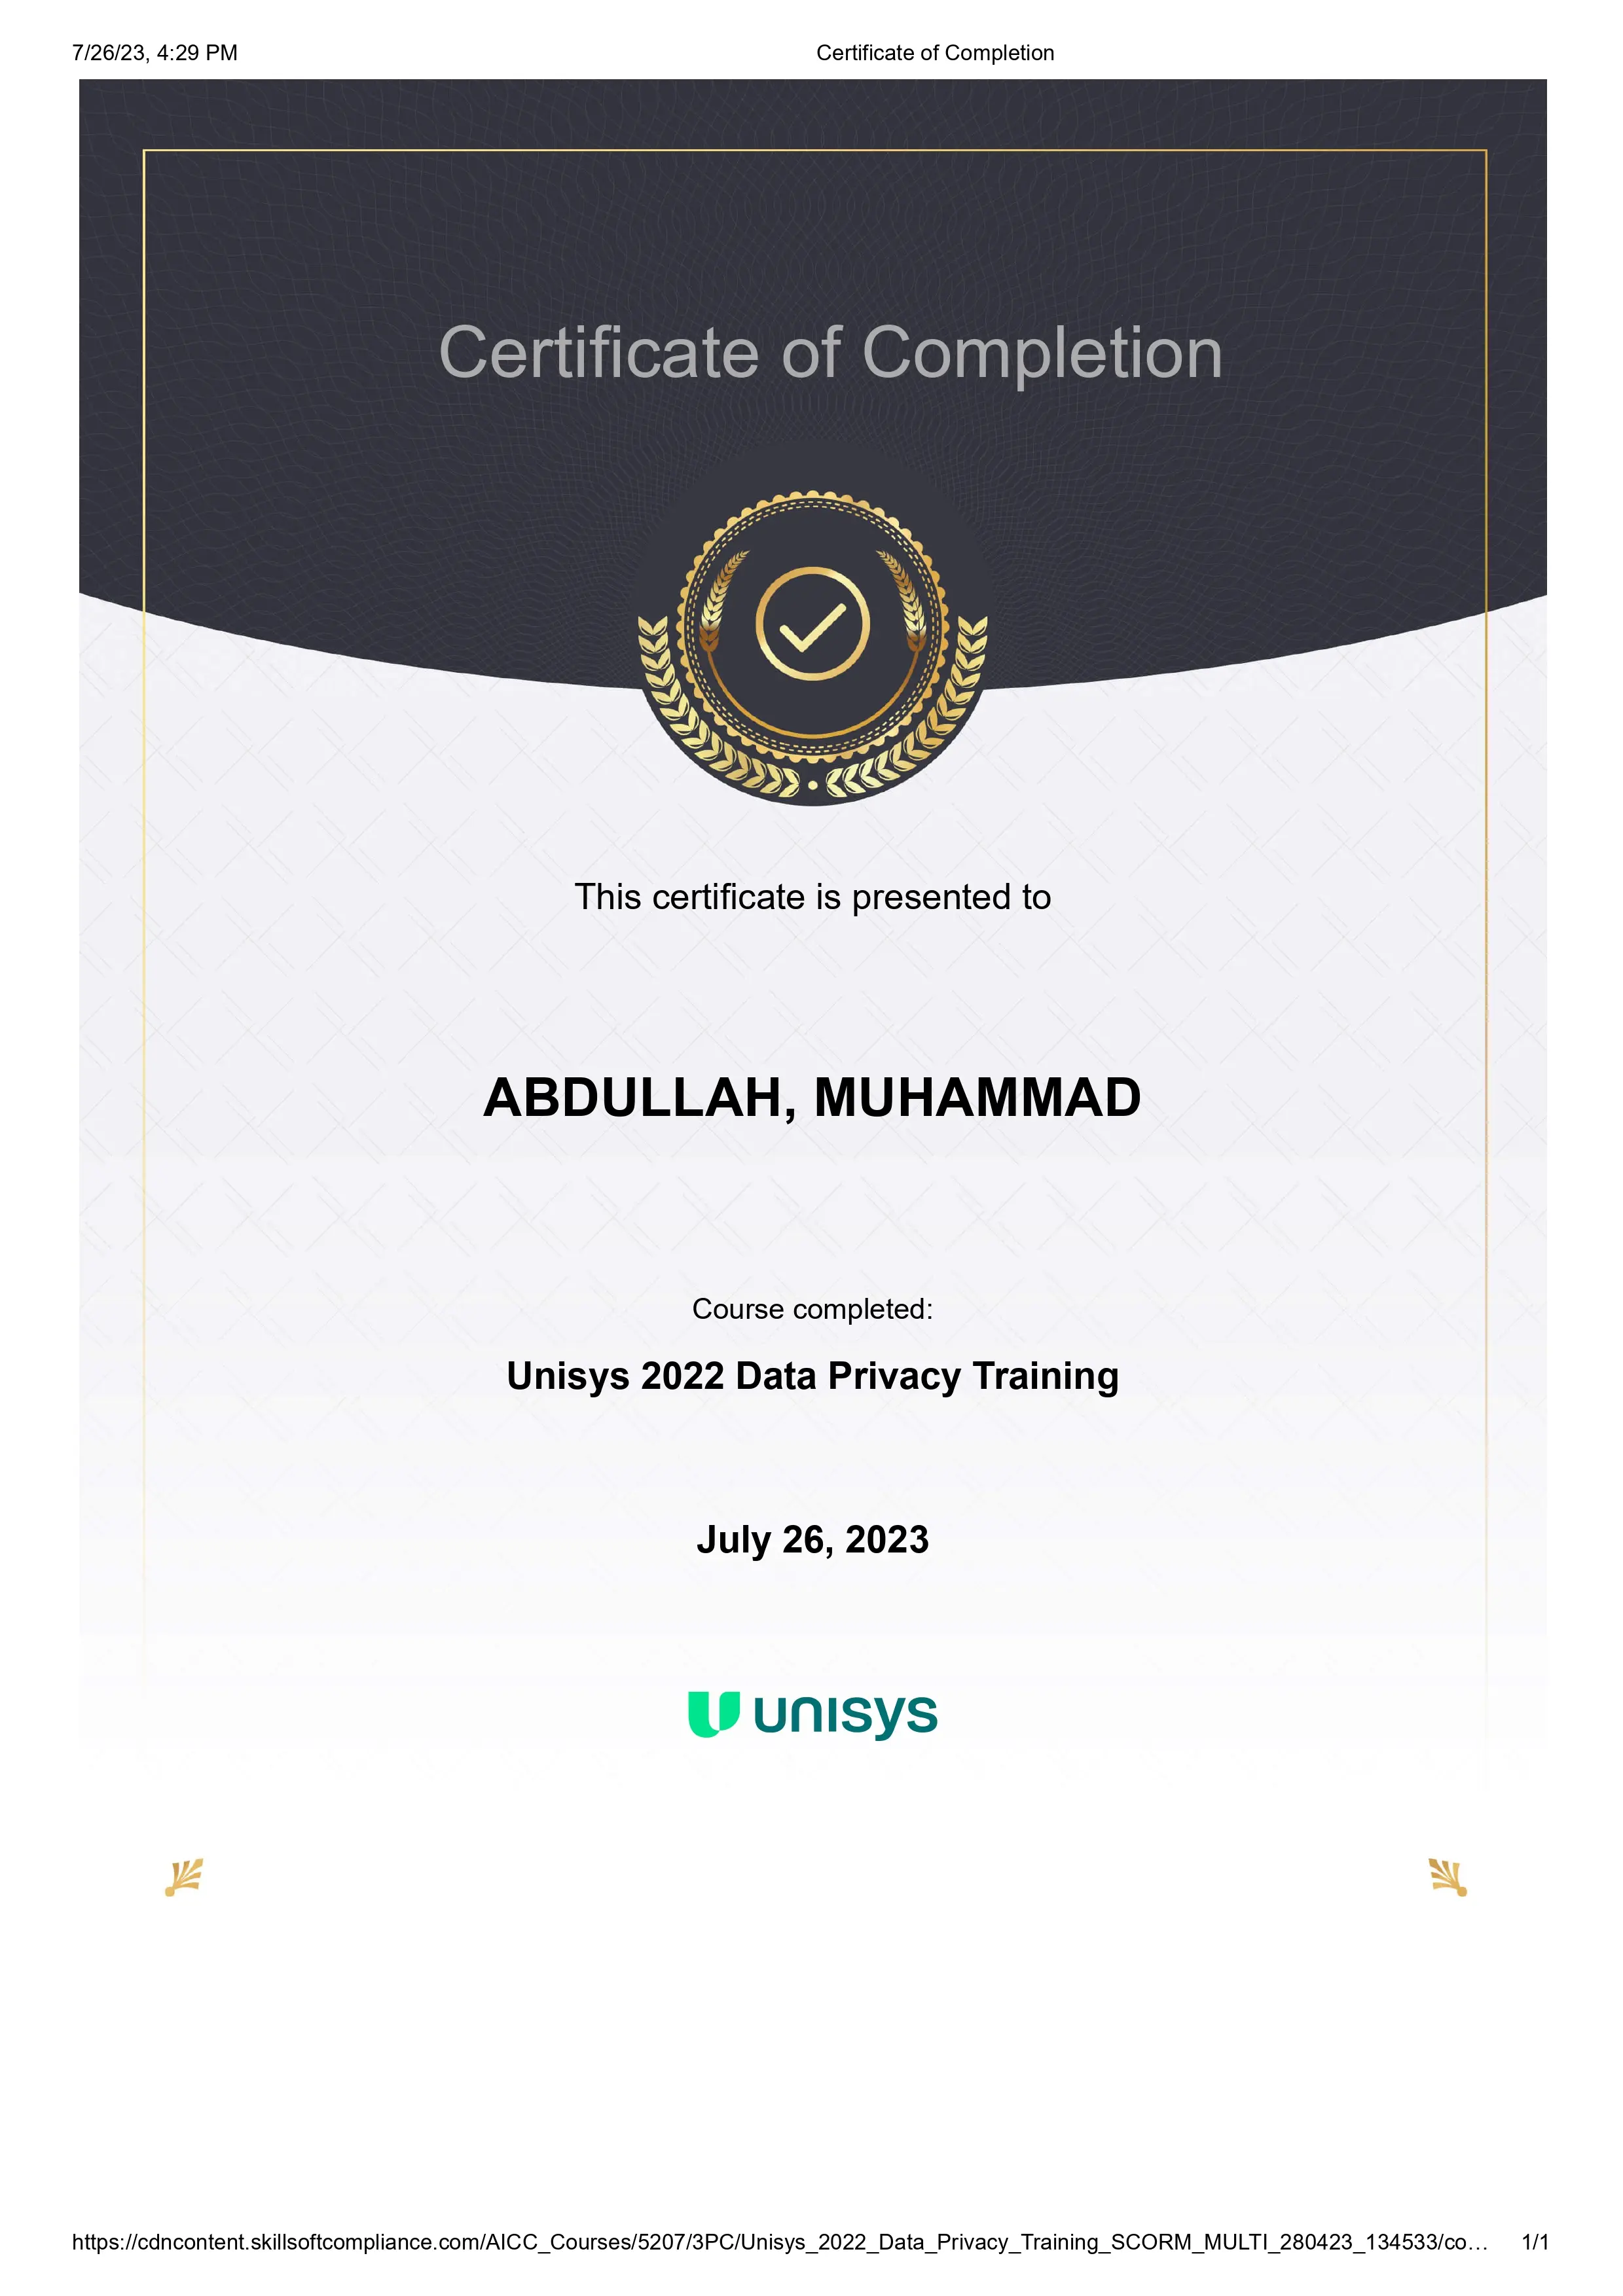 7/26/23, 4:29 PM Certificate of Completion
Certificate of Completion
This certificate is presented to
ABDULLAH, MUHAMMAD
Course completed:
Unisys 2022 Data Privacy Training
July 26, 2023
UNISYS
https://cdncontent.skillsoftcompliance.com/AICC_Courses/5207/3PC/Unisys_2022_Data_Privacy_Training_SCORM_MULTI_280423_134533/co… 1/1